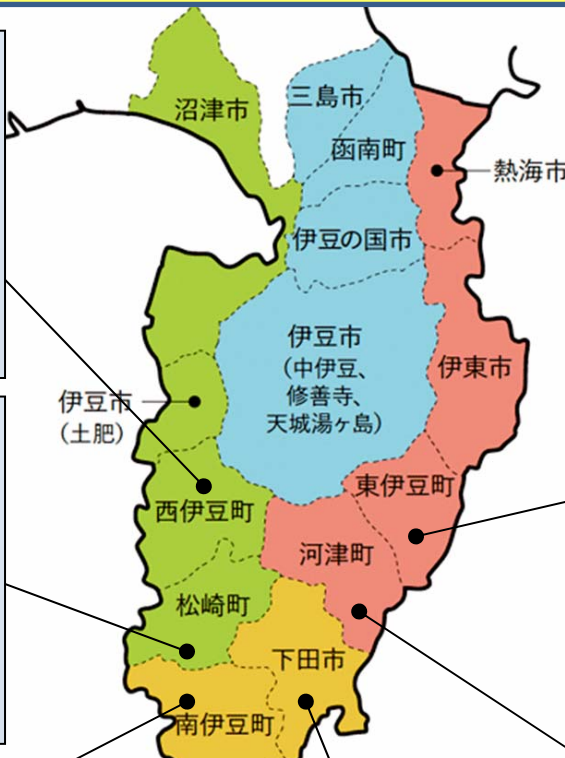 三島市
沼津市
函南町
熱海市
伊豆の国市
伊豆市
(中伊豆、
修善寺、
天城湯ヶ島)
伊東市
伊豆市
(土肥)
東伊豆町
西伊豆町
河津町
松崎町
下田市
南伊豆町